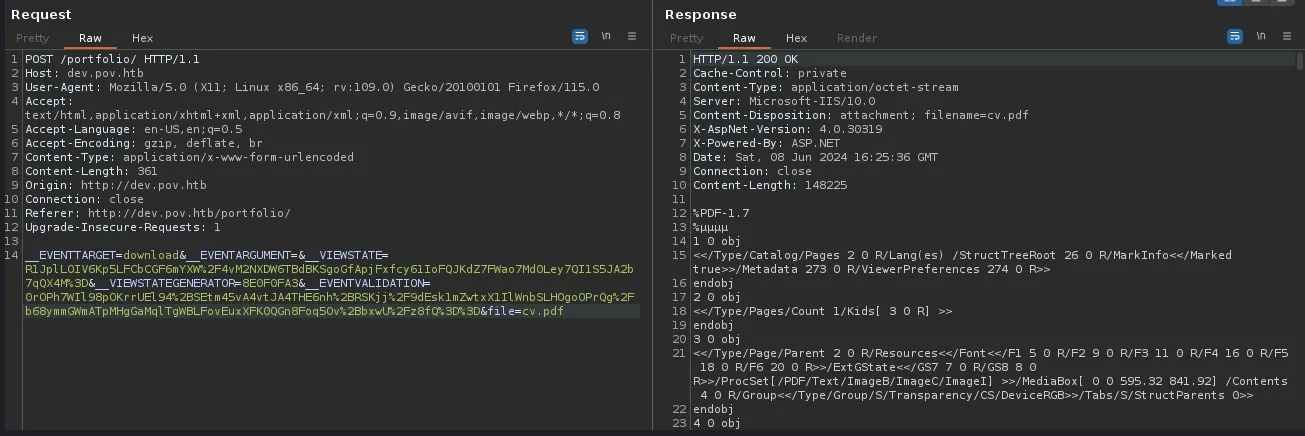 Request
Pretty Raw Hex
\n
1 POST /portfolio/ HTTP/1.1
2 Host: dev.pov.htb
3 User-Agent: Mozilla/5.0 (X11; Linux x86_64; rv:109.0) Gecko/20100101 Firefox/115.0
4 Accept:
text/html,application/xhtml+xml,application/xml;q=0.9,image/avif,image/webp,*/*;q=0.8
5 Accept-Language: en-US,en;q=0.5
6 Accept-Encoding: gzip, deflate, br
7 Content-Type: application/x-www-form-urlencoded
8 Content-Length: 361
9 Origin: http://dev.pov.htb
10 Connection: close
11 Referer: http://dev.pov.htb/portfolio/
12 Upgrade-Insecure-Requests: 1
13
14 __EVENTTARGET=download&__EVENTARGUMENT=&__VIEWSTATE=
R1JplLOIV6Kp5LFCbCGF6mYXW%2F4vM2NXDW6TBdBKSgoGfApjFxfcy61IoFQJKdZ7FWao7MdOLey7QI1S5JA2b
7qQX4M%3D&__VIEWSTATEGENERATOR=8E0F0FA3&__EVENTVALIDATION=
0rOPh7WIl98pOKrrUEl94%2BSEtm45vA4vtJA4THE6nh%2BRSKjj%2F9dEsk1mZwtxX1IlWnbSLHOgoOPrQg%2F
b68ymmGWmATpMHgGaMqlTgWBLFovEuxXFK0QGn8Foq5Ov%2BbxwU%2Fz8fQ%3D%3D&file=cv.pdf
Response
Pretty Raw Hex Render
\n
1 HTTP/1.1 200 OK
2 Cache-Control: private
3 Content-Type: application/octet-stream
4 Server: Microsoft-IIS/10.0
5 Content-Disposition: attachment; filename=cv.pdf
6 X-AspNet-Version: 4.0.30319
7 X-Powered-By: ASP.NET
8 Date: Sat, 08 Jun 2024 16:25:36 GMT
9 Connection: close
10 Content-Length: 148225
11
12 %PDF-1.7
13 %µµµµ
14 1 0 obj
15 <</Type/Catalog/Pages 2 0 R/Lang(es) /StructTreeRoot 26 0 R/MarkInfo<</Marked
true>>/Metadata 273 0 R/ViewerPreferences 274 0 R>>
16 endobj
17 2 0 obj
18 <</Type/Pages/Count 1/Kids[ 3 0 R] >>
19 endobj
20 3 0 obj
21 <</Type/Page/Parent 2 0 R/Resources<</Font<</F1 5 0 R/F2 9 0 R/F3 11 0 R/F4 16 0 R/F5
18 0 R/F6 20 0 R>>/ExtGState<</GS7 7 0 R/GS8 8 0
R>>/ProcSet[/PDF/Text/ImageB/ImageC/ImageI] >>/MediaBox[ 0 0 595.32 841.92] /Contents
4 0 R/Group<</Type/Group/S/Transparency/CS/DeviceRGB>>/Tabs/S/StructParents 0>>
22 endobj
23 4 0 obj